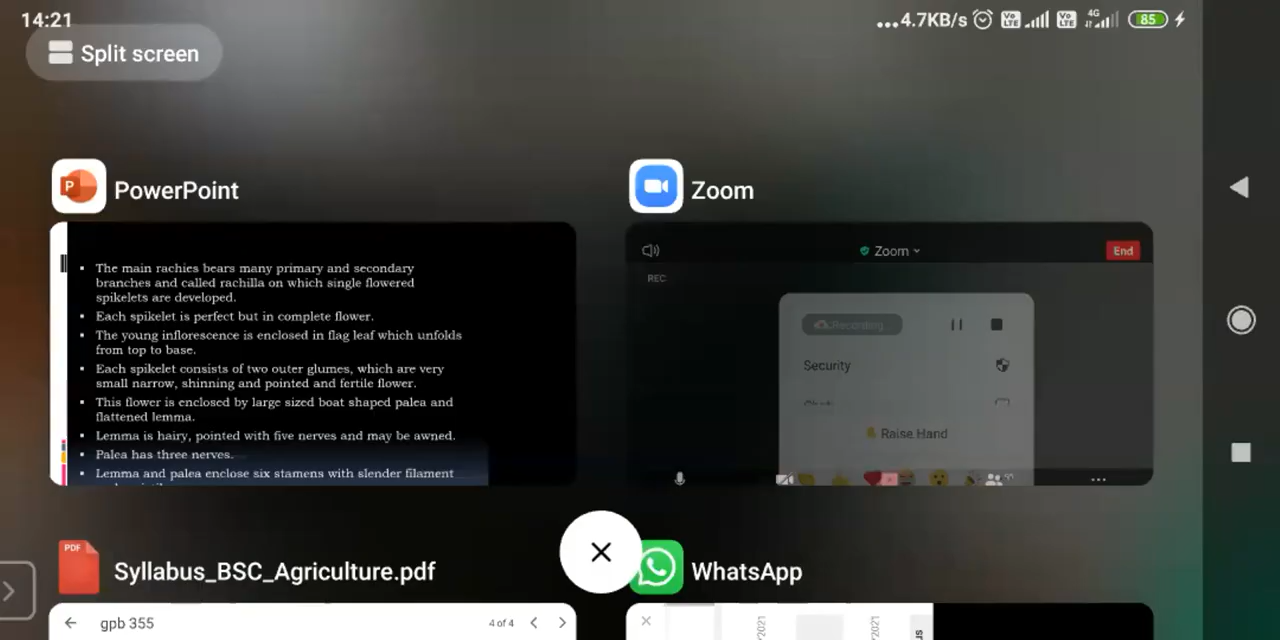 14:21
...4.7KB/s Vo LTE Vo LTE 4G 85
Split screen
P PowerPoint
Zoom
The main rachies bears many primary and secondary
branches and called rachilla on which single flowered
spikelets are developed.
Each spikelet is perfect but in complete flower.
The young inflorescence is enclosed in flag leaf which unfolds
from top to base.
Each spikelet consists of two outer glumes, which are very
small narrow, shinning and pointed and fertile flower.
This flower is enclosed by large sized boat shaped palea and
flattened lemma.
Lemma is hairy, pointed with five nerves and may be awned.
Palea has three nerves.
Lemma and palea enclose six stamens with slender filament
Zoom
End
REC
Recording
Security
Raise Hand
PDF
Syllabus_BSC_Agriculture.pdf
WhatsApp
gpb 355
4 of 4